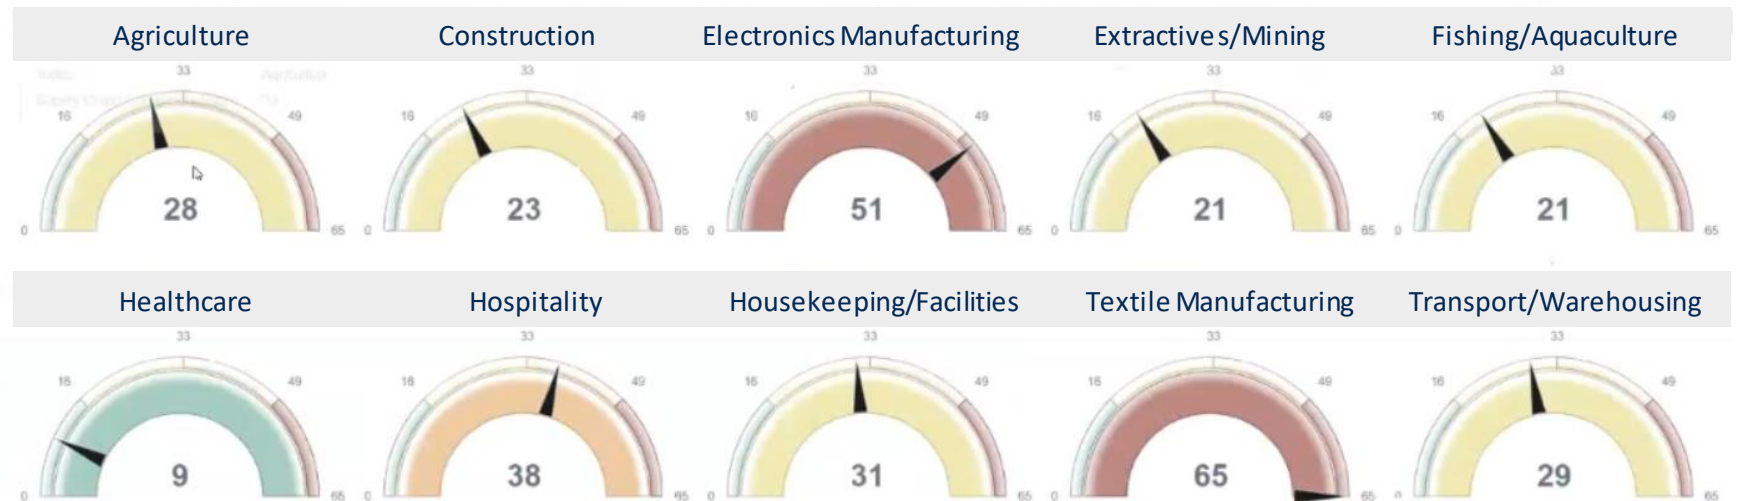 Agriculture Construction Electronics Manufacturing Extractives/Mining Fishing/Aquaculture
33 33 33 33 33
16 49 16 49 16 49 16 49 16 49
28 23 51 21 21
0 65 0 65 0 65 0 65 0 65
Healthcare Hospitality Housekeeping/Facilities Textile Manufacturing Transport/Warehousing
33 33 33 33 33
16 49 16 49 16 49 16 49 16 49
9 38 31 65 29
0 65 0 65 0 65 0 65 65